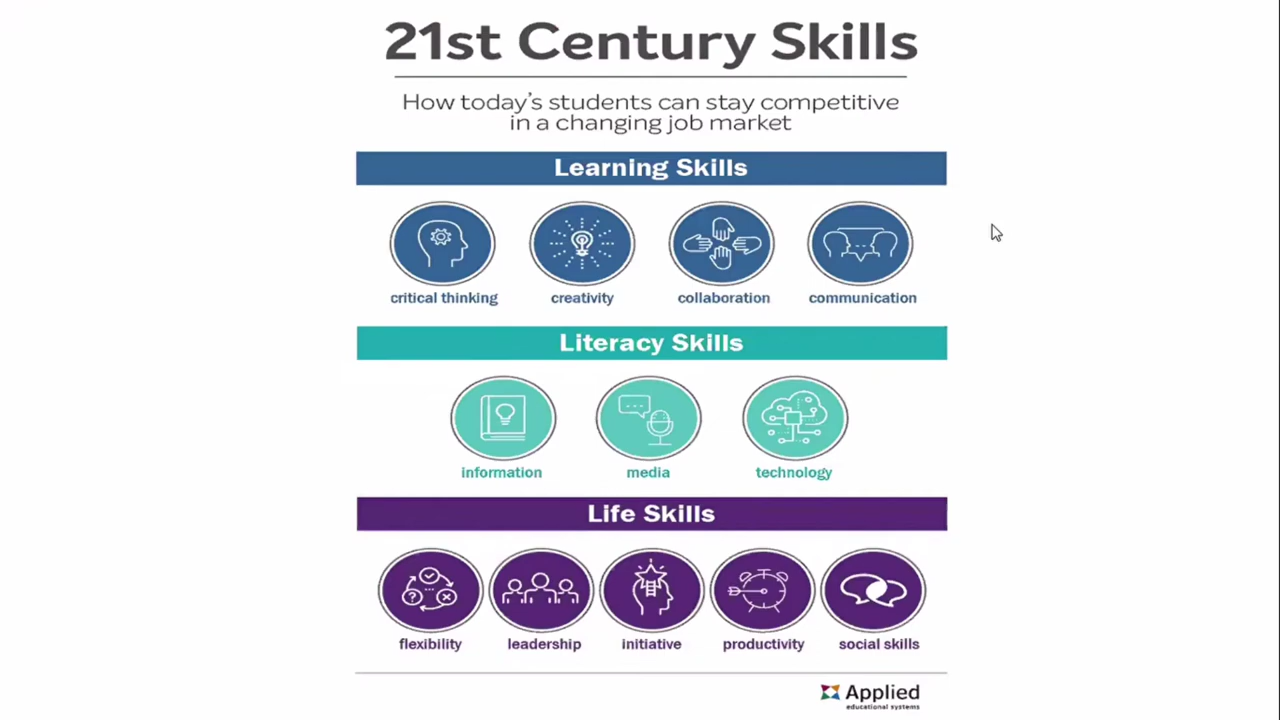 21st Century Skills
How today's students can stay competitive
in a changing job market
Learning Skills
critical thinking creativity collaboration communication
Literacy Skills
information media technology
Life Skills
flexibility leadership initiative productivity social skills
Applied
educational systems